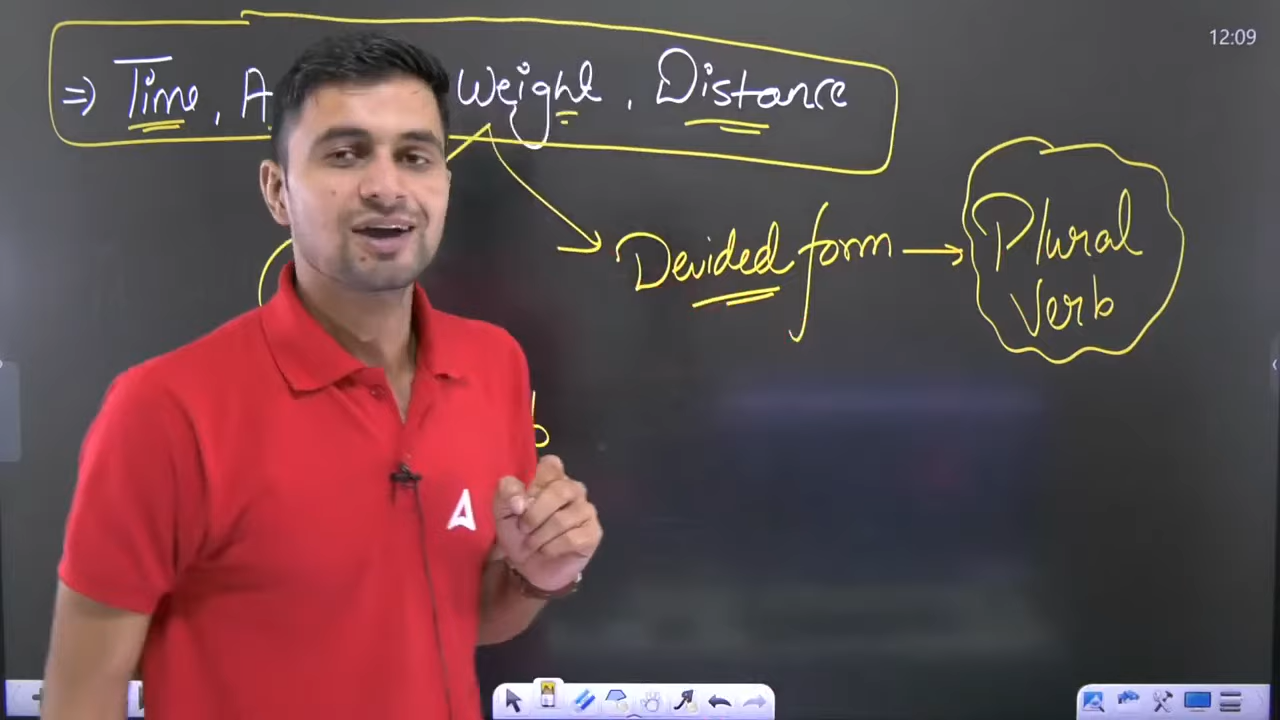 12:09
⇒ Time, A Weight, Distance
Devided form → Plural
Verb
b
A